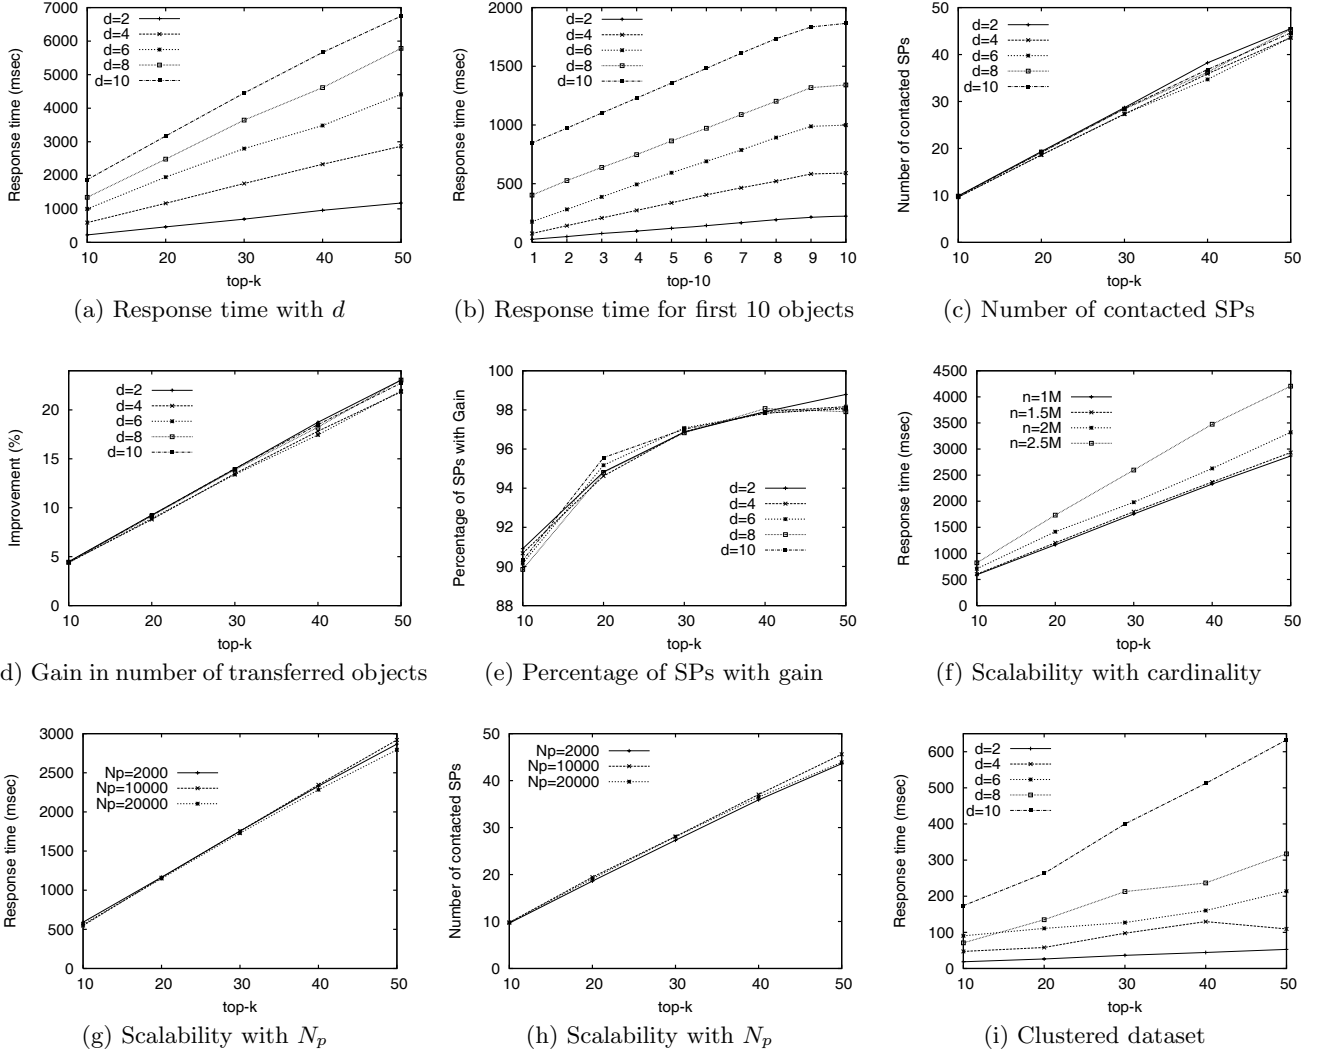 7000
6000
5000
4000
3000
2000
1000
0
Response time (msec)
d=2
d=4
d=6
d=8
d=10
10 20 30 40 50
top-k
(a) Response time with d
2000
1500
1000
500
0
Response time (msec)
d=2
d=4
d=6
d=8
d=10
1 2 3 4 5 6 7 8 9 10
top-10
(b) Response time for first 10 objects
50
40
30
20
10
0
Number of contacted SPs
d=2
d=4
d=6
d=8
d=10
10 20 30 40 50
top-k
(c) Number of contacted SPs
20
15
10
5
0
Improvement (%)
d=2
d=4
d=6
d=8
d=10
10 20 30 40 50
top-k
d) Gain in number of transferred objects
100
98
96
94
92
90
88
Percentage of SPs with Gain
d=2
d=4
d=6
d=8
d=10
10 20 30 40 50
top-k
(e) Percentage of SPs with gain
4500
4000
3500
3000
2500
2000
1500
1000
500
0
Response time (msec)
n=1M
n=1.5M
n=2M
n=2.5M
10 20 30 40 50
top-k
(f) Scalability with cardinality
3000
2500
2000
1500
1000
500
0
Response time (msec)
Np=2000
Np=10000
Np=20000
10 20 30 40 50
top-k
(g) Scalability with Np
50
40
30
20
10
0
Number of contacted SPs
Np=2000
Np=10000
Np=20000
10 20 30 40 50
top-k
(h) Scalability with Np
600
500
400
300
200
100
0
Response time (msec)
d=2
d=4
d=6
d=8
d=10
10 20 30 40 50
top-k
(i) Clustered dataset